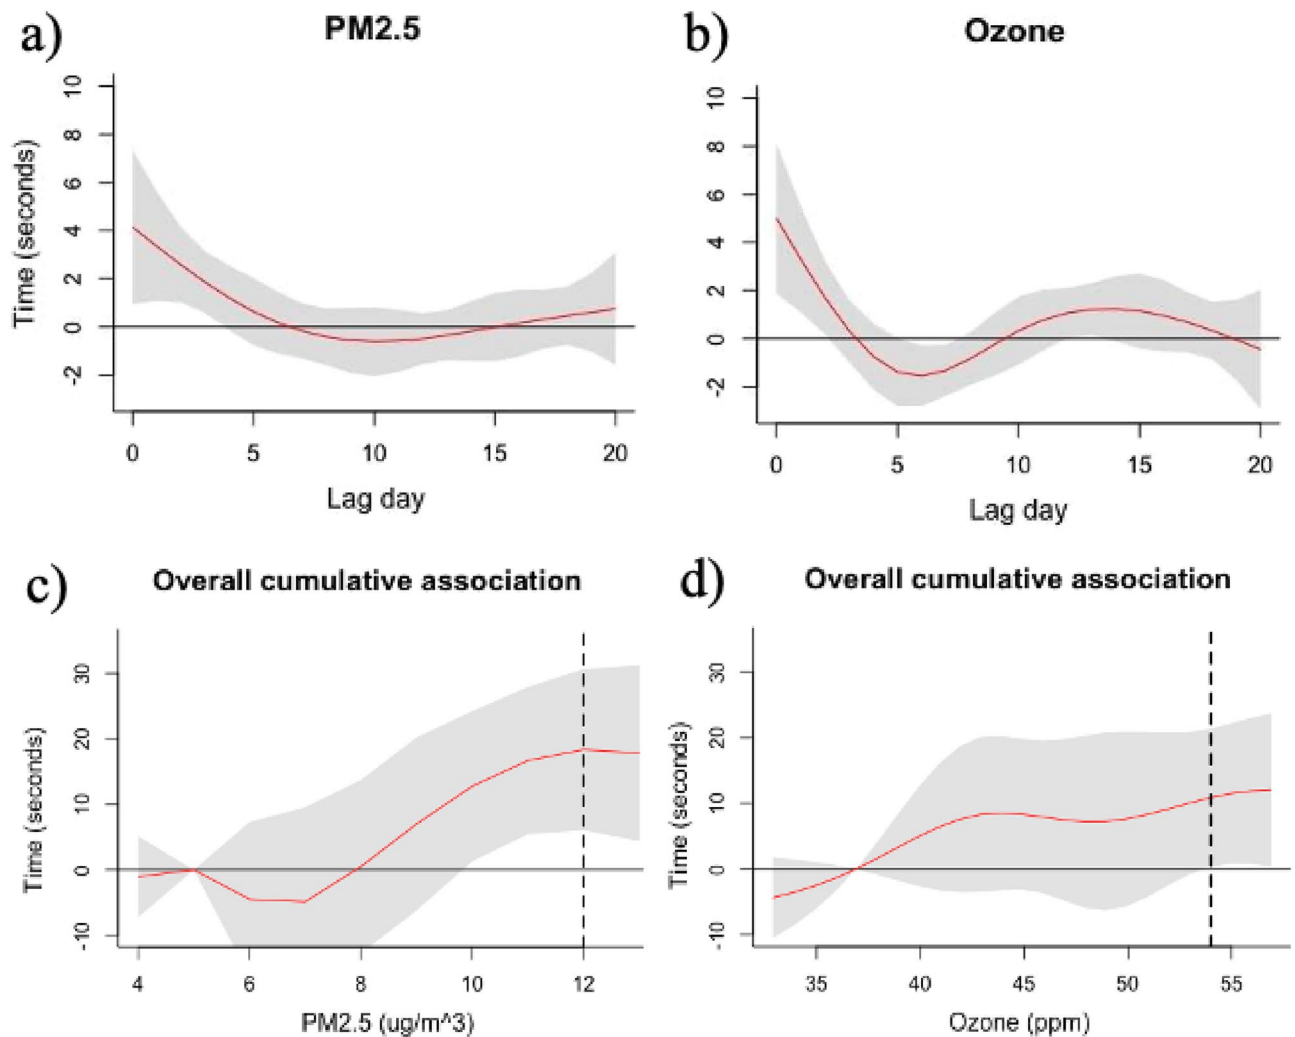 a)
PM2.5
Time (seconds)
10
8
6
4
2
0
-2
0 5 10 15 20
Lag day
b)
Ozone
10
8
6
4
2
0
-2
0 5 10 15 20
Lag day
c)
Overall cumulative association
Time (seconds)
30
20
10
0
-10
4 6 8 10 12
PM2.5 (ug/m^3)
d)
Overall cumulative association
Time (seconds)
30
20
10
0
-10
35 40 45 50 55
Ozone (ppm)